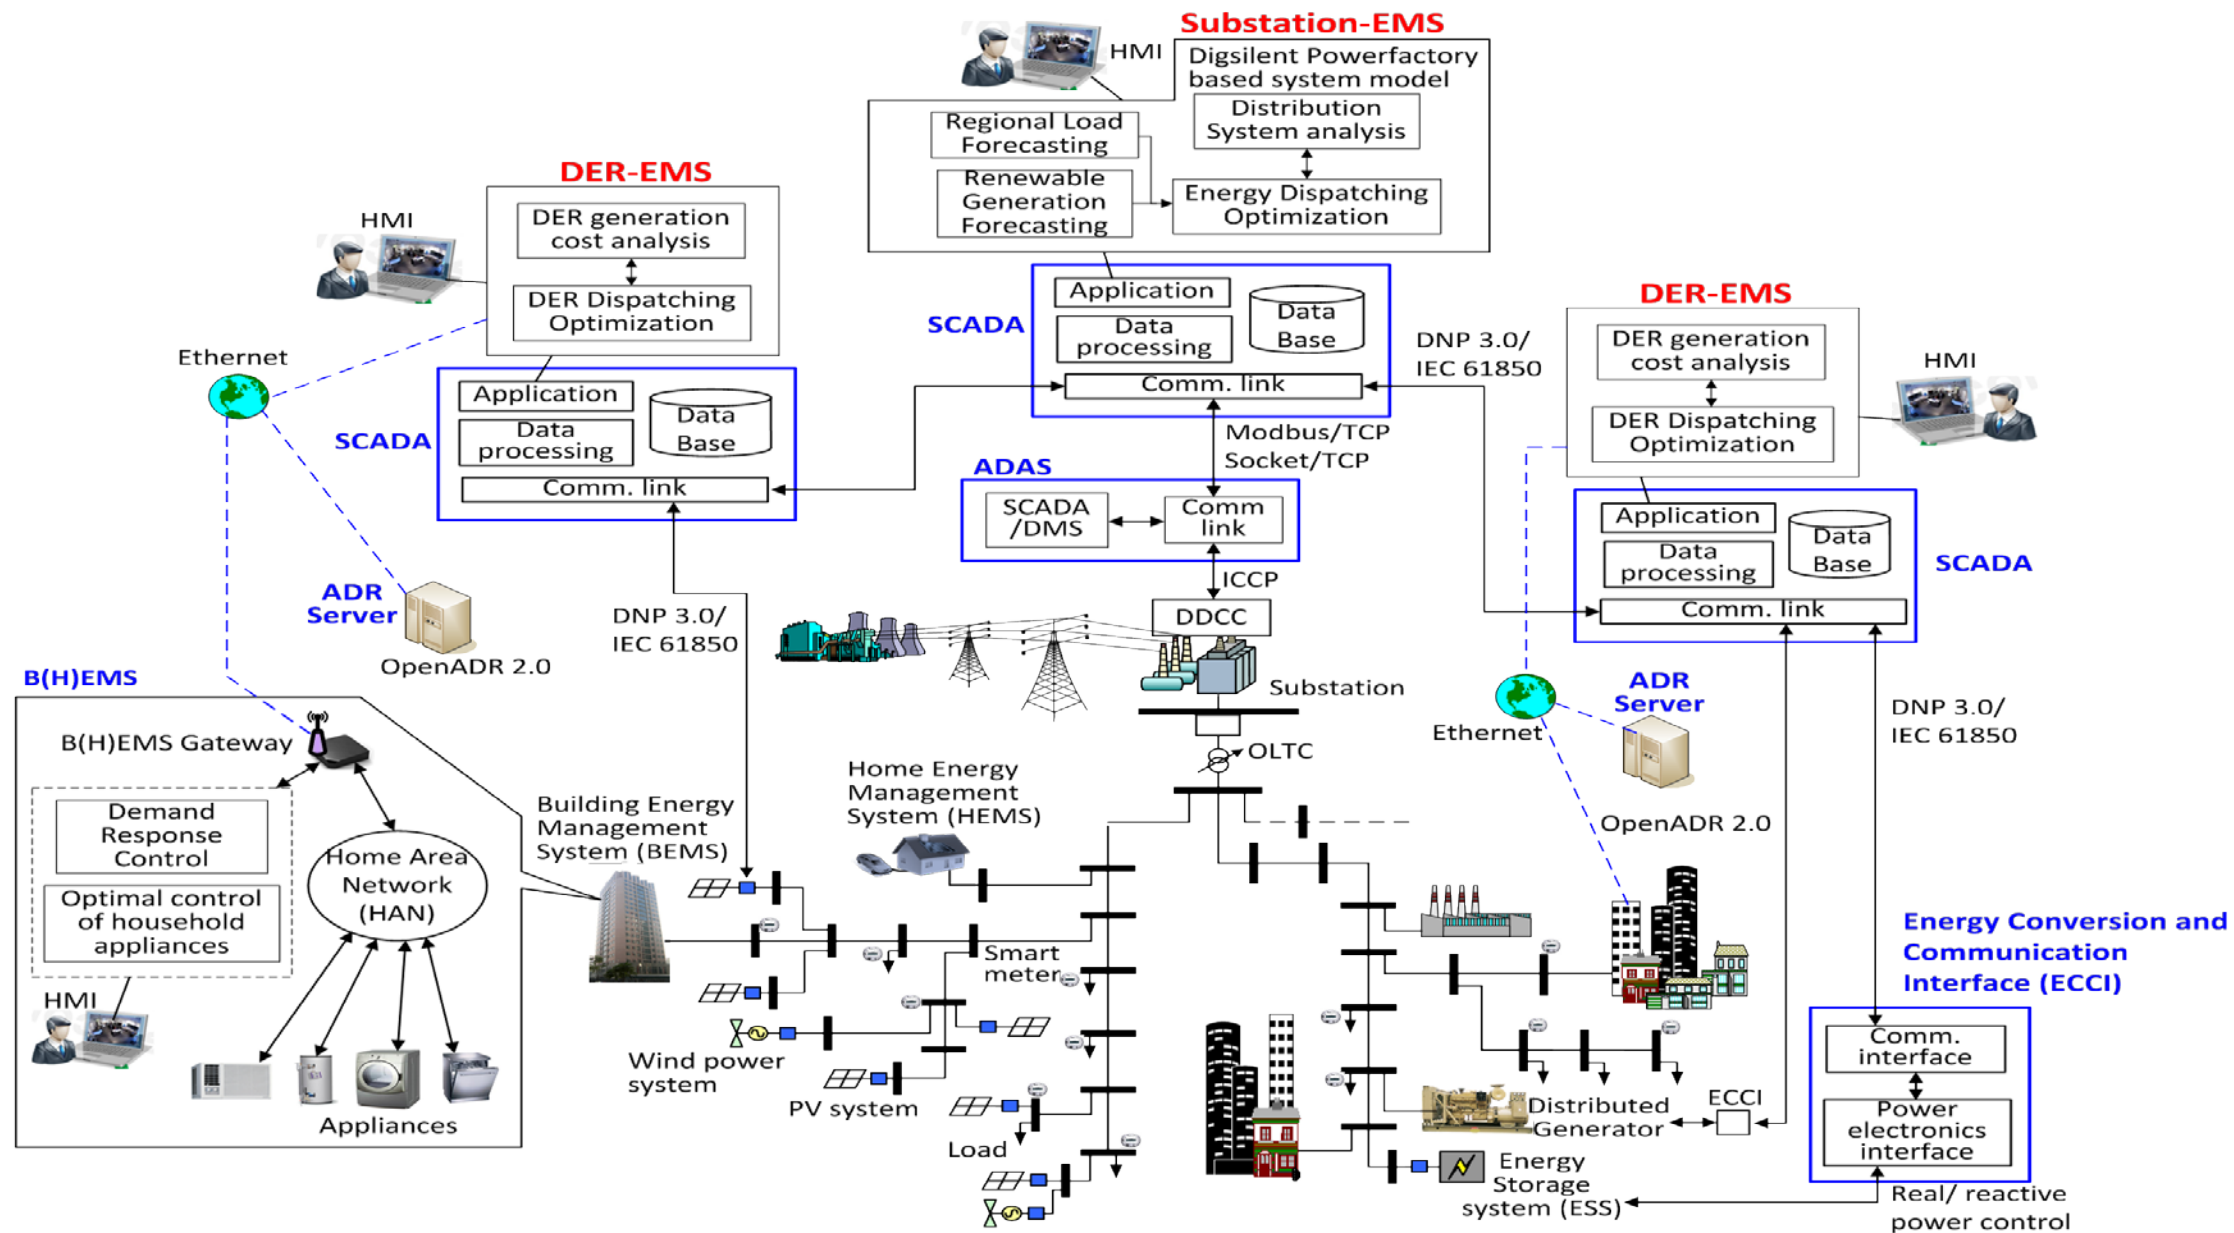 Substation-EMS
HMI
Digsilent Powerfactory
based system model
Distribution
System analysis
Regional Load
Forecasting
Renewable
Generation
Forecasting
Energy Dispatching
Optimization
DER-EMS
HMI
DER generation
cost analysis
DER Dispatching
Optimization
Ethernet
SCADA
Application
Data
processing
Data
Base
Comm. link
SCADA
Application
Data
processing
Data
Base
Comm. link
DNP 3.0/
IEC 61850
DER-EMS
DER generation
cost analysis
DER Dispatching
Optimization
HMI
Modbus/TCP
Socket/TCP
ADAS
SCADA
/DMS
Comm
link
ICCP
DDCC
Application
Data
processing
Data
Base
Comm. link
SCADA
ADR
Server
OpenADR 2.0
DNP 3.0/
IEC 61850
Substation
OLTC
ADR
Server
Ethernet
OpenADR 2.0
DNP 3.0/
IEC 61850
B(H)EMS
B(H)EMS Gateway
Demand
Response
Control
Optimal control
of household
appliances
Home Area
Network
(HAN)
HMI
Appliances
Building Energy
Management
System (BEMS)
Home Energy
Management
System (HEMS)
Smart
meter
Wind power
system
PV system
Load
Distributed
Generator
ECCI
Energy
Storage
system (ESS)
Energy Conversion and
Communication
Interface (ECCI)
Comm.
interface
Power
electronics
interface
Real/ reactive
power control